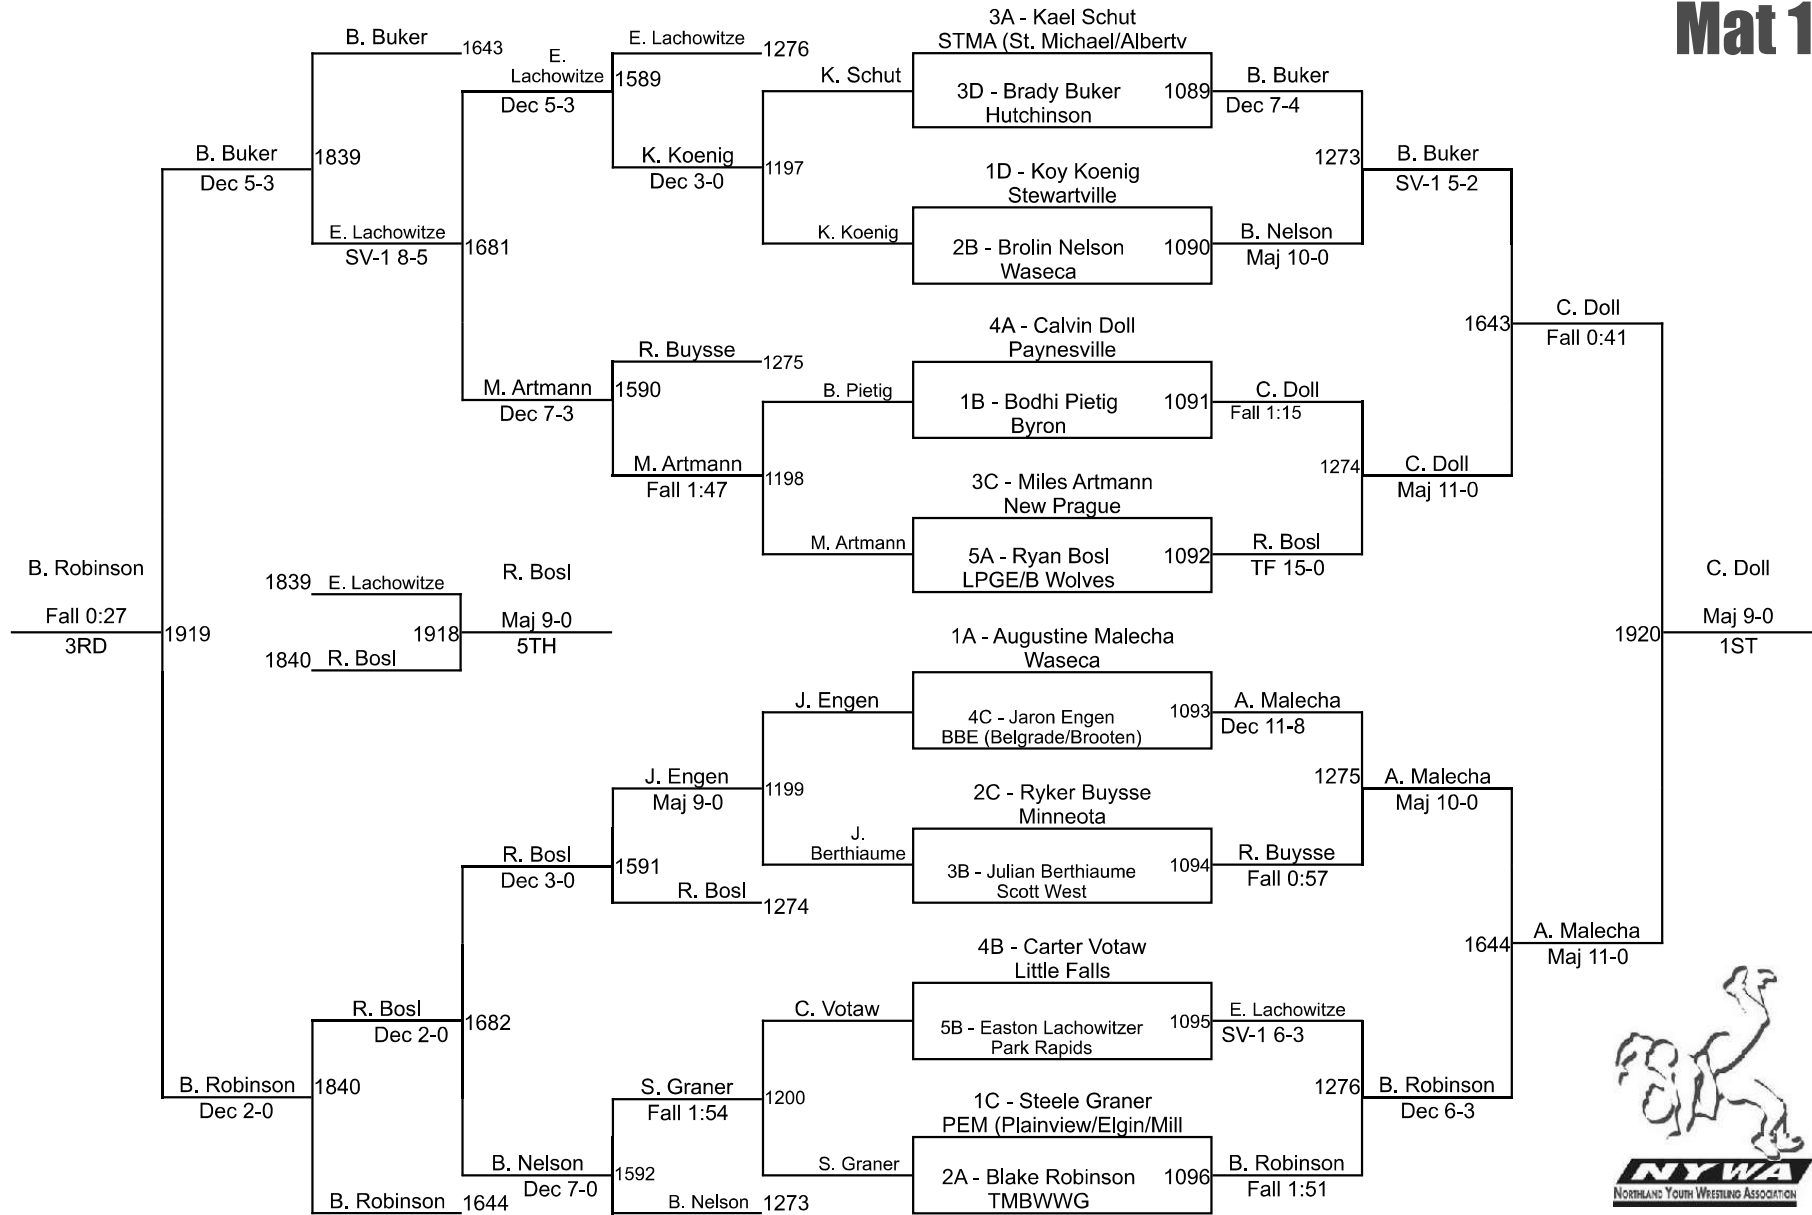 Mat 1
3A - Kael Schut
STMA (St. Michael/Albertv
B. Buker
1643
E.
Lachowitze
1589
Dec 5-3
E. Lachowitze
1276
K. Schut
3D - Brady Buker
Hutchinson
1089
B. Buker
Dec 7-4
B. Buker
Dec 5-3
1839
K. Koenig
Dec 3-0
1197
1D - Koy Koenig
Stewartville
1273
B. Buker
SV-1 5-2
E. Lachowitze
SV-1 8-5
1681
K. Koenig
2B - Brolin Nelson
Waseca
1090
B. Nelson
Maj 10-0
4A - Calvin Doll
Paynesville
1643
C. Doll
Fall 0:41
R. Buysse
1275
M. Artmann
Dec 7-3
1590
B. Pietig
1B - Bodhi Pietig
Byron
1091
C. Doll
Fall 1:15
M. Artmann
Fall 1:47
1198
3C - Miles Artmann
New Prague
1274
C. Doll
Maj 11-0
M. Artmann
5A - Ryan Bosl
LPGE/B Wolves
1092
R. Bosl
TF 15-0
B. Robinson
Fall 0:27
3RD
1919
1839
E. Lachowitze
1918
1840
R. Bosl
R. Bosl
Maj 9-0
5TH
1920
C. Doll
Maj 9-0
1ST
1A - Augustine Malecha
Waseca
J. Engen
4C - Jaron Engen
BBE (Belgrade/Brooten)
1093
A. Malecha
Dec 11-8
J. Engen
Maj 9-0
1199
2C - Ryker Buysse
Minneota
1275
A. Malecha
Maj 10-0
R. Bosl
Dec 3-0
1591
J.
Berthiaume
3B - Julian Berthiaume
Scott West
1094
R. Buysse
Fall 0:57
R. Bosl
1274
4B - Carter Votaw
Little Falls
1644
A. Malecha
Maj 11-0
R. Bosl
Dec 2-0
1682
C. Votaw
5B - Easton Lachowitzer
Park Rapids
1095
E. Lachowitze
SV-1 6-3
B. Robinson
Dec 2-0
1840
S. Graner
Fall 1:54
1200
1C - Steele Graner
PEM (Plainview/Elgin/Mill
1276
B. Robinson
Dec 6-3
B. Nelson
Dec 7-0
1592
S. Graner
2A - Blake Robinson
TMBWWG
1096
B. Robinson
Fall 1:51
B. Robinson
1644
B. Nelson
1273
NYWA
NORTHLAND YOUTH WRESTLING ASSOCIATION